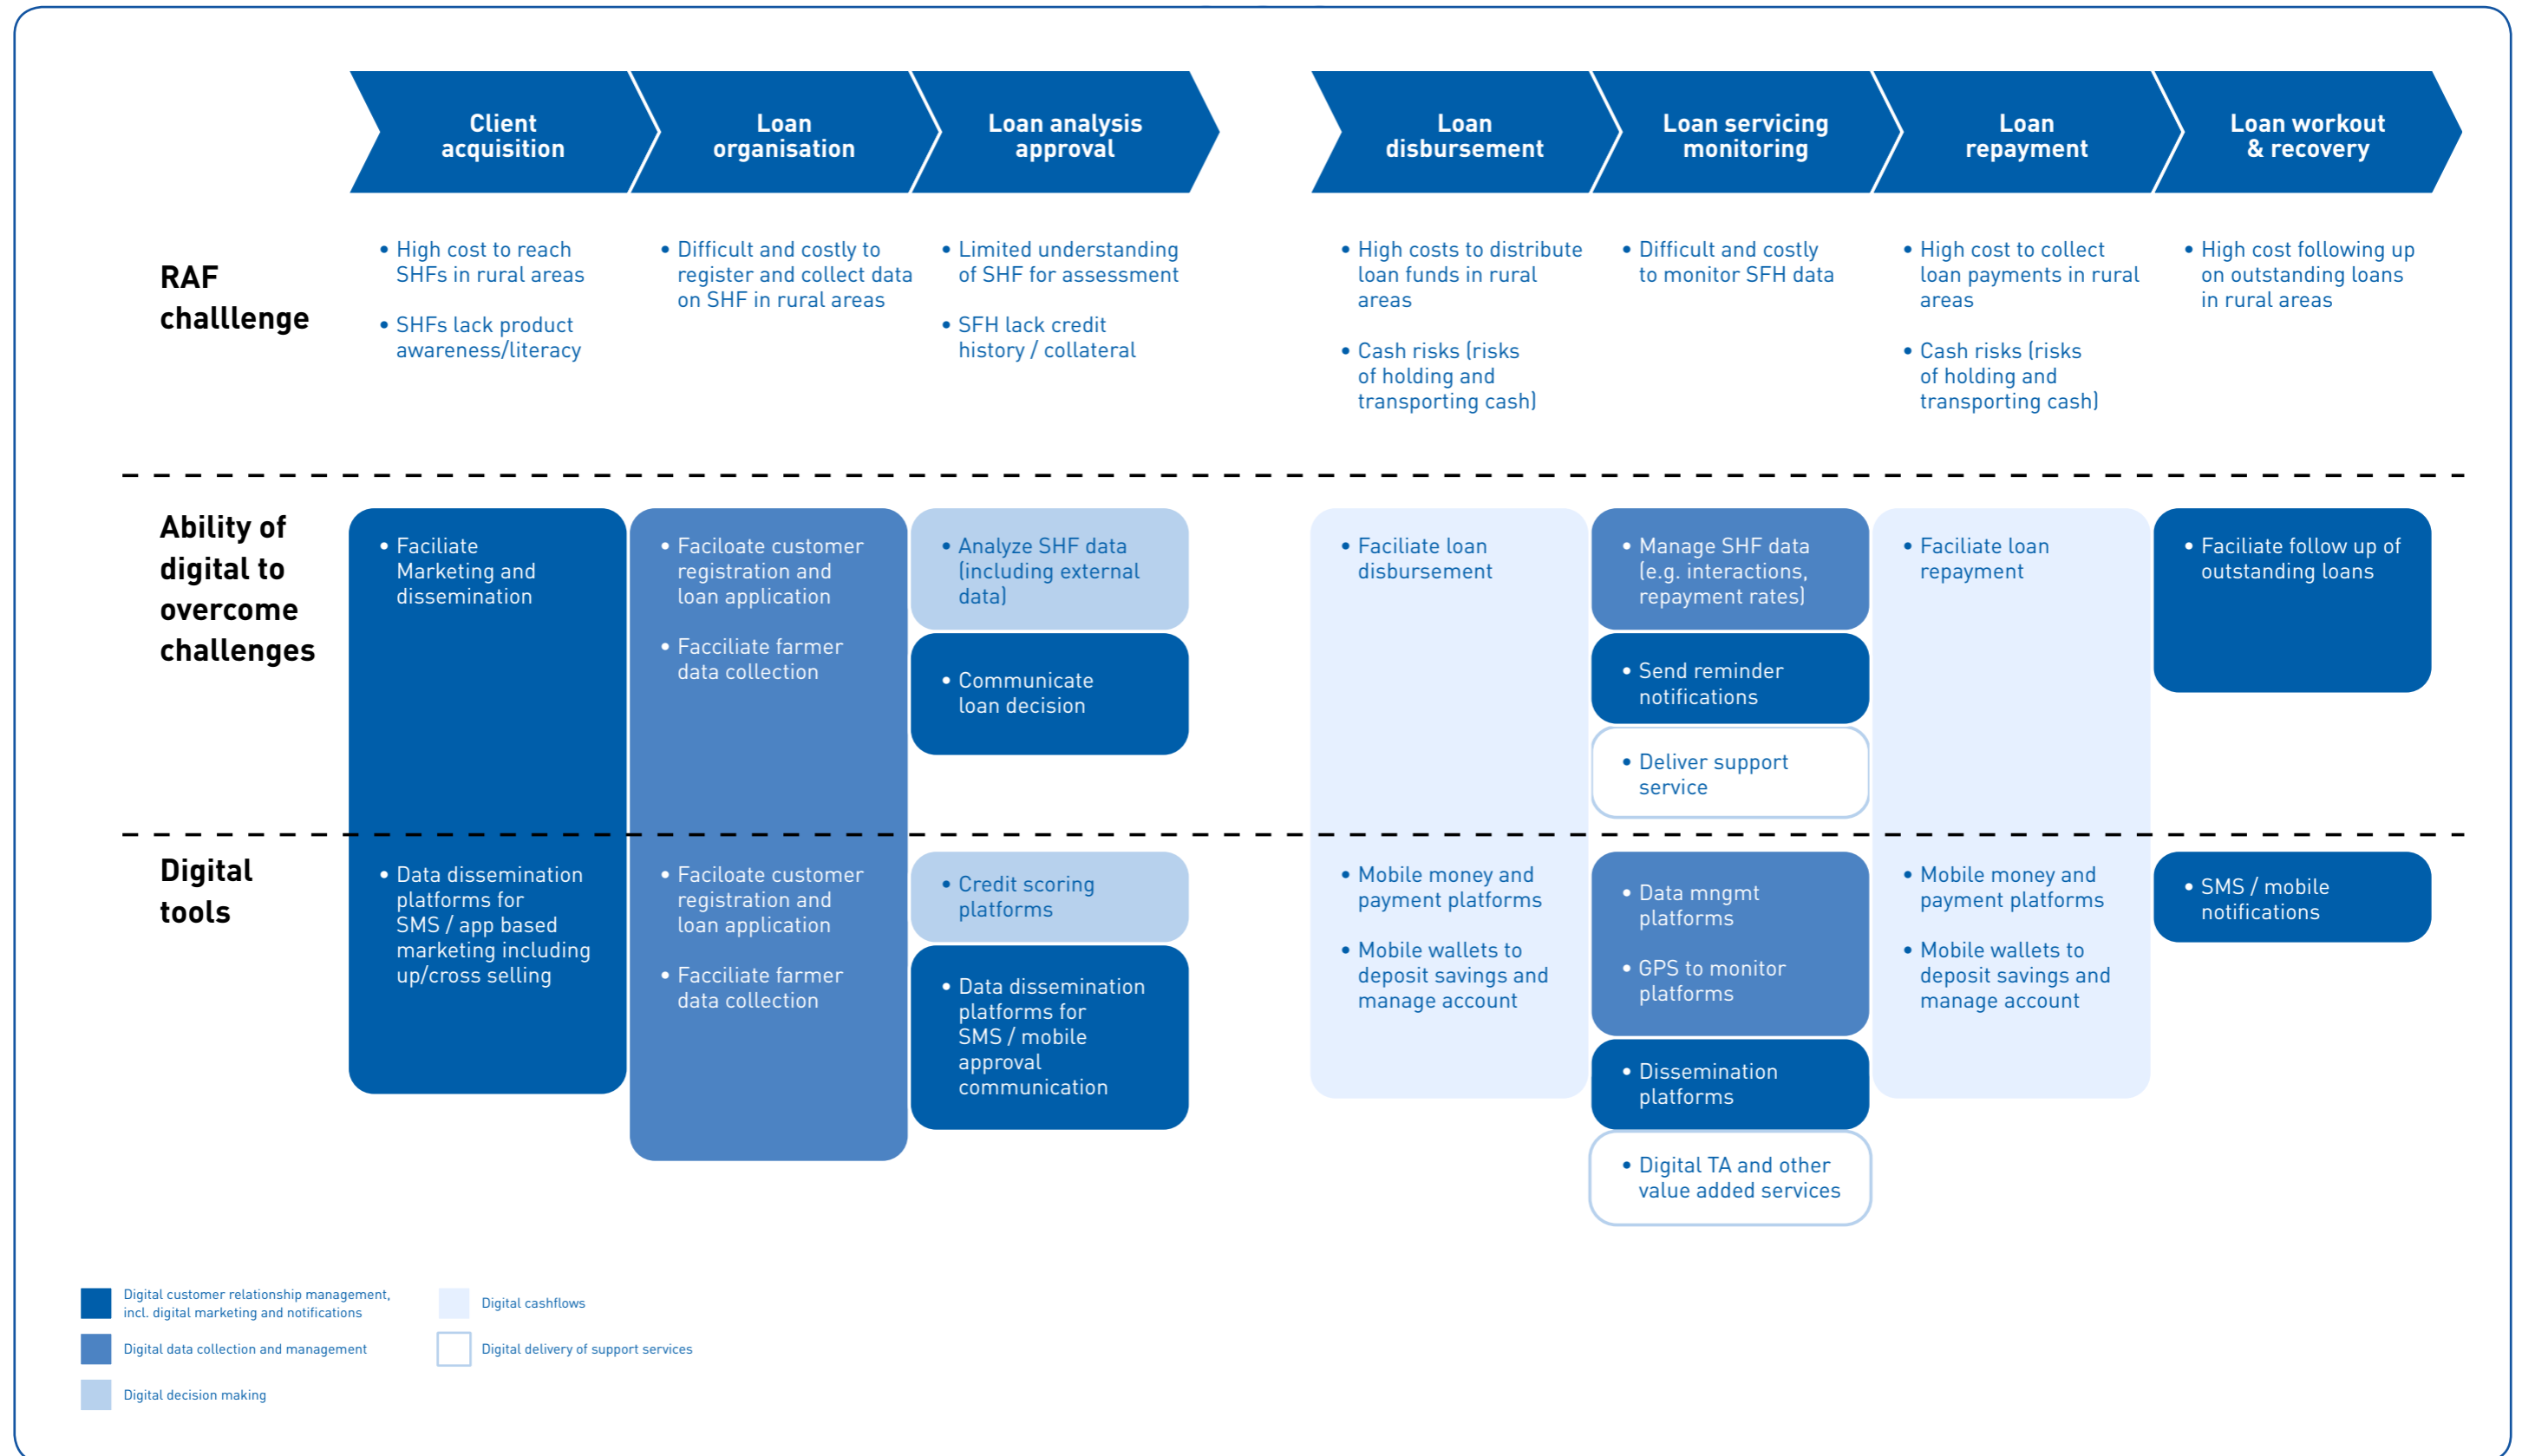 Client
acquisition
Loan
organisation
Loan analysis
approval
Loan
disbursement
Loan servicing
monitoring
Loan
repayment
Loan workout
& recovery
RAF
challlenge
• High cost to reach
SHFs in rural areas
• SHFs lack product
awareness/literacy
• Difficult and costly to
register and collect data
on SHF in rural areas
• Limited understanding
of SHF for assessment
• SFH lack credit
history / collateral
• High costs to distribute
loan funds in rural
areas
• Cash risks (risks
of holding and
transporting cash)
• Difficult and costly
to monitor SFH data
• High cost to collect
loan payments in rural
areas
• Cash risks (risks
of holding and
transporting cash)
• High cost following up
on outstanding loans
in rural areas
Ability of
digital to
overcome
challenges
• Faciliate
Marketing and
dissemination
• Faciloate customer
registration and
loan application
• Facciliate farmer
data collection
• Analyze SHF data
(including external
data)
• Communicate
loan decision
• Faciliate loan
disbursement
• Manage SHF data
(e.g. interactions,
repayment rates)
• Send reminder
notifications
• Deliver support
service
• Faciliate loan
repayment
• Faciliate follow up of
outstanding loans
Digital
tools
• Data dissemination
platforms for
SMS / app based
marketing including
up/cross selling
• Faciloate customer
registration and
loan application
• Facciliate farmer
data collection
• Credit scoring
platforms
• Data dissemination
platforms for
SMS / mobile
approval
communication
• Mobile money and
payment platforms
• Mobile wallets to
deposit savings and
manage account
• Data mngmt
platforms
• GPS to monitor
platforms
• Dissemination
platforms
• Digital TA and other
value added services
• Mobile money and
payment platforms
• Mobile wallets to
deposit savings and
manage account
• SMS / mobile
notifications
Digital customer relationship management,
incl. digital marketing and notifications
Digital data collection and management
Digital decision making
Digital cashflows
Digital delivery of support services